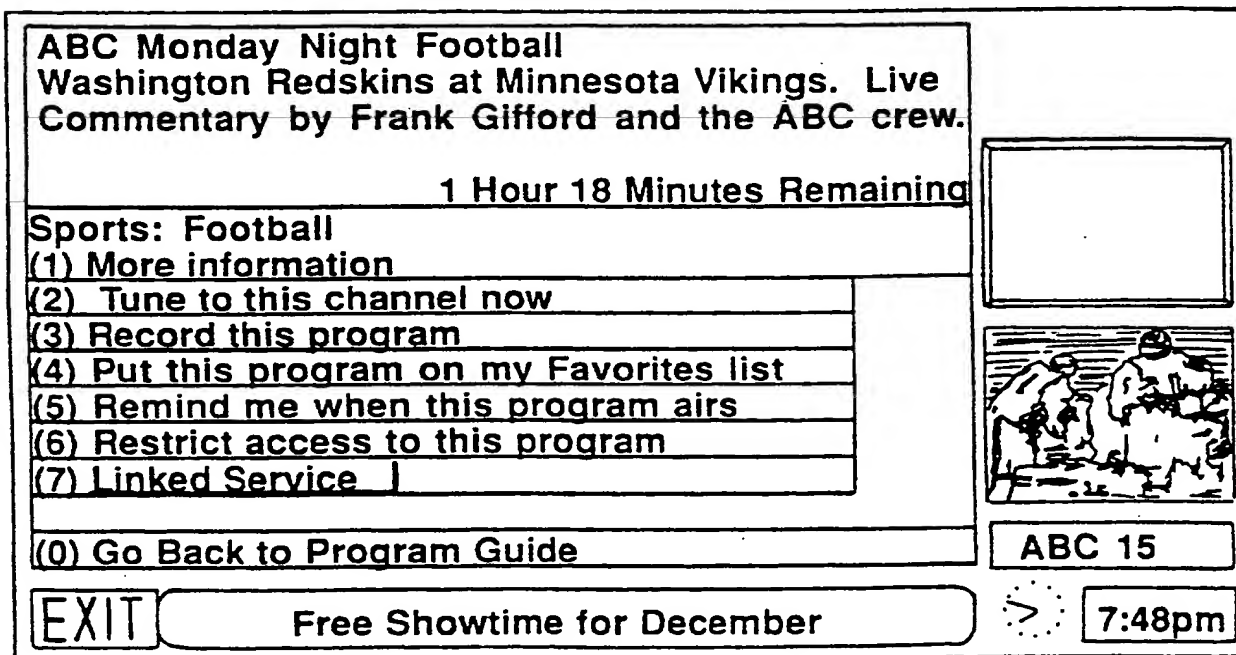 ABC Monday Night Football
Washington Redskins at Minnesota Vikings. Live
Commentary by Frank Gifford and the ABC crew.
1 Hour 18 Minutes Remaining
Sports: Football
(1) More information
(2) Tune to this channel now
(3) Record this program
(4) Put this program on my Favorites list
(5) Remind me when this program airs
(6) Restrict access to this program
(7) Linked Service
(0) Go Back to Program Guide
ABC 15
EXIT
Free Showtime for December
7:48pm